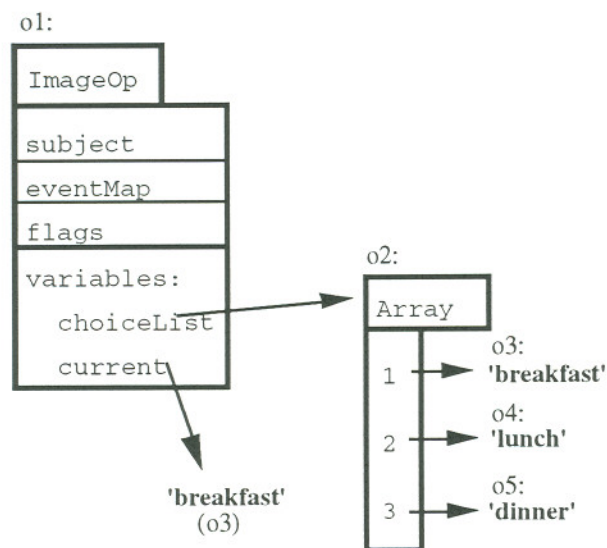 o1:
ImageOp
subject
eventMap
flags
variables:
choiceList
current
'breakfast'
(o3)
o2:
Array
1
o3:
'breakfast'
2
o4:
'lunch'
3
o5:
'dinner'